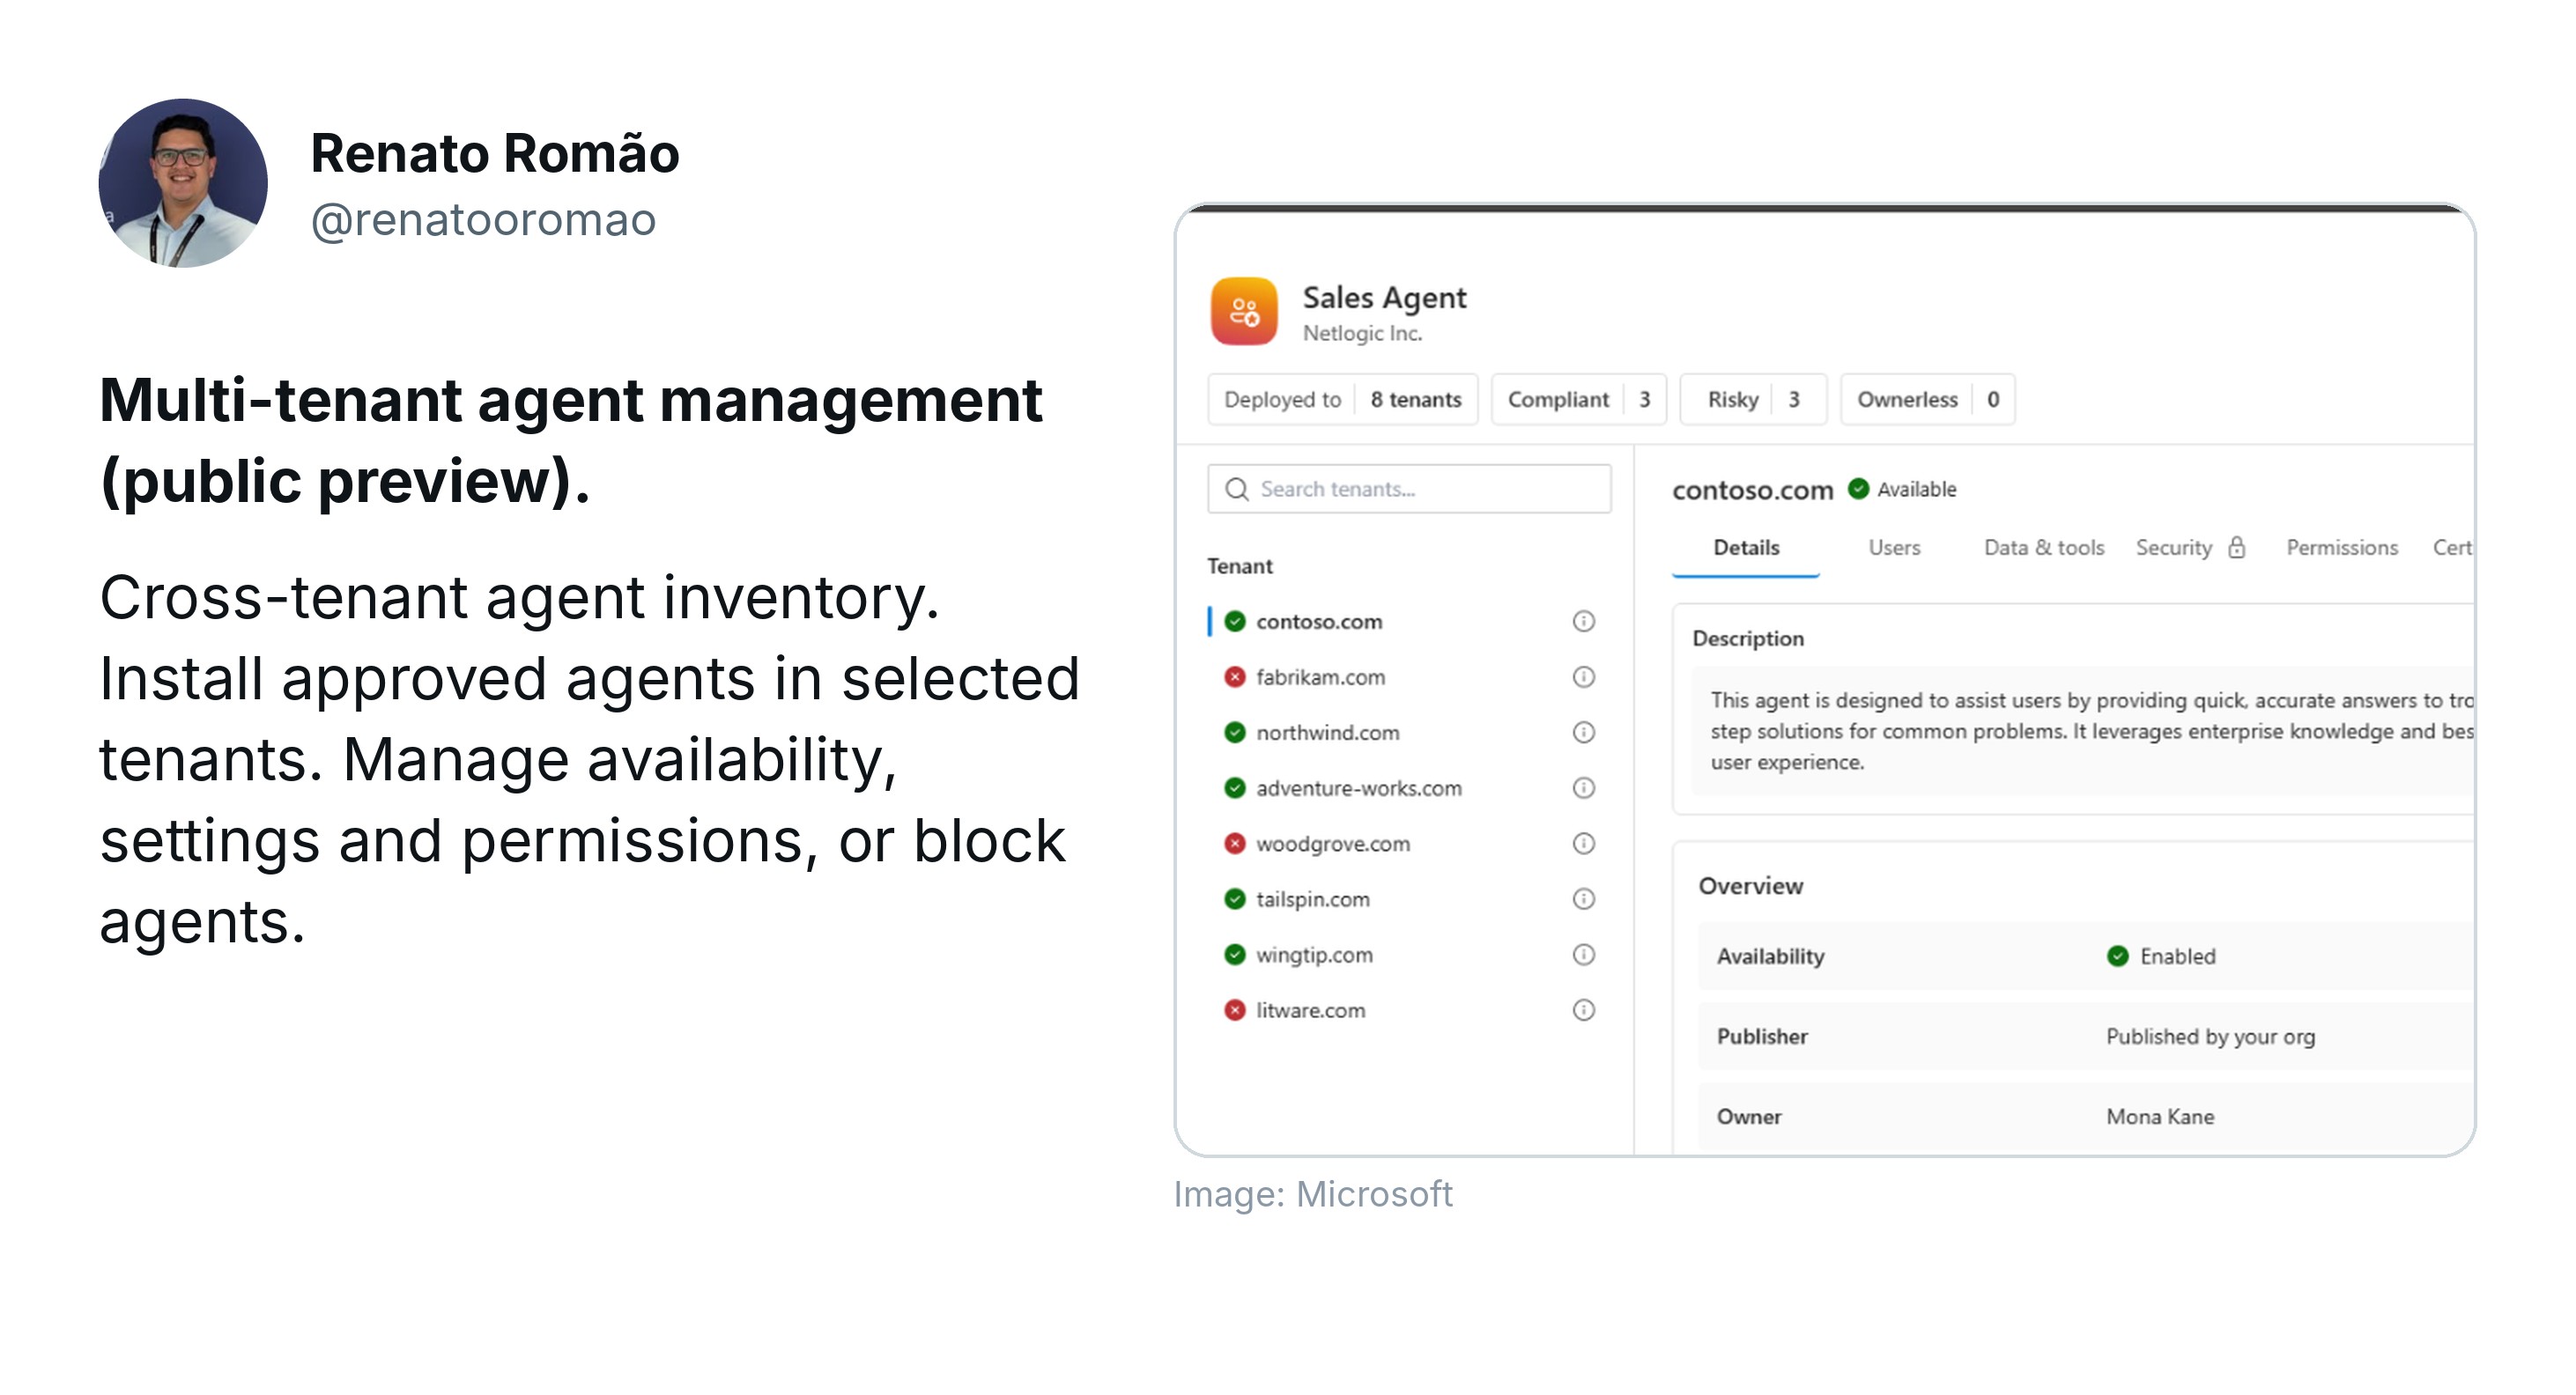 Renato Romão
@renatooromao
Multi-tenant agent management
(public preview).
Cross-tenant agent inventory.
Install approved agents in selected
tenants. Manage availability,
settings and permissions, or block
agents.
Sales Agent
Netlogic Inc.
Deployed to 8 tenants Compliant 3 Risky 3 Ownerless 0
Search tenants...
Tenant
contoso.com
fabrikam.com
northwind.com
adventure-works.com
woodgrove.com
tailspin.com
wingtip.com
litware.com
contoso.com Available
Details Users Data & tools Security Permissions Cert
Description
This agent is designed to assist users by providing quick, accurate answers to tro
step solutions for common problems. It leverages enterprise knowledge and bes
user experience.
Overview
Availability Enabled
Publisher Published by your org
Owner Mona Kane
Image: Microsoft